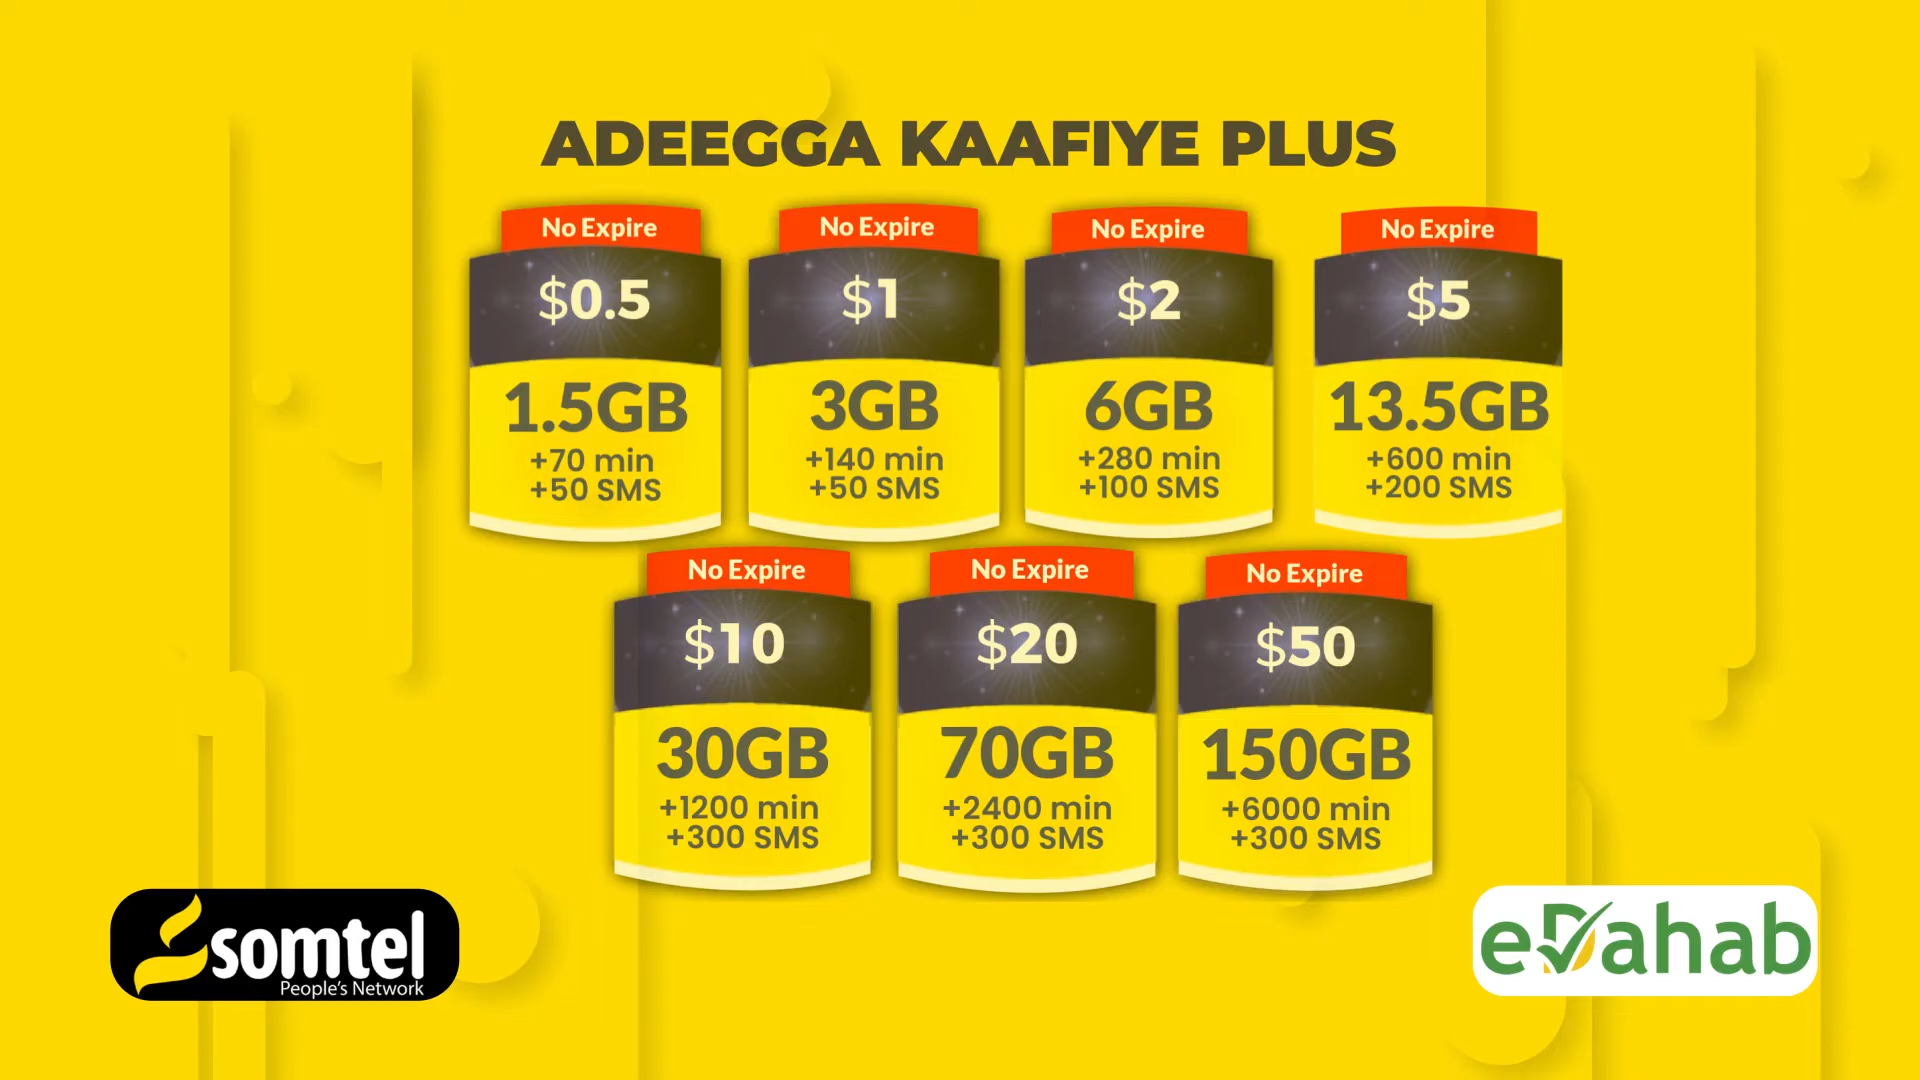 ADEEGGA KAAFIYE PLUS
No Expire
$0.5
1.5GB
+70 min
+50 SMS
No Expire
$1
3GB
+140 min
+50 SMS
No Expire
$2
6GB
+280 min
+100 SMS
No Expire
$5
13.5GB
+600 min
+200 SMS
No Expire
$10
30GB
+1200 min
+300 SMS
No Expire
$20
70GB
+2400 min
+300 SMS
No Expire
$50
150GB
+6000 min
+300 SMS
somtel
People's Network
eDahab